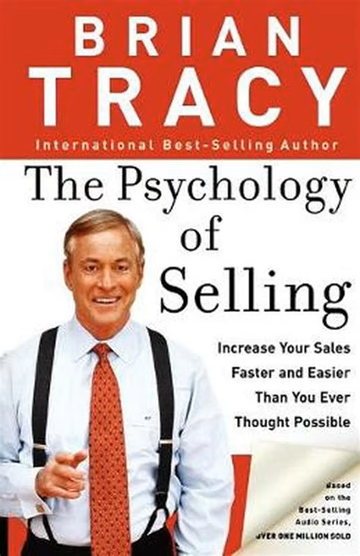 BRIAN
TRACY
International Best-Selling Author
The Psychology
of
Selling
Increase Your Sales
Faster and Easier
Than You Ever
Thought Possible
Based
on the
Best-Selling
Audio Series,
OVER ONE MILLION SOLD